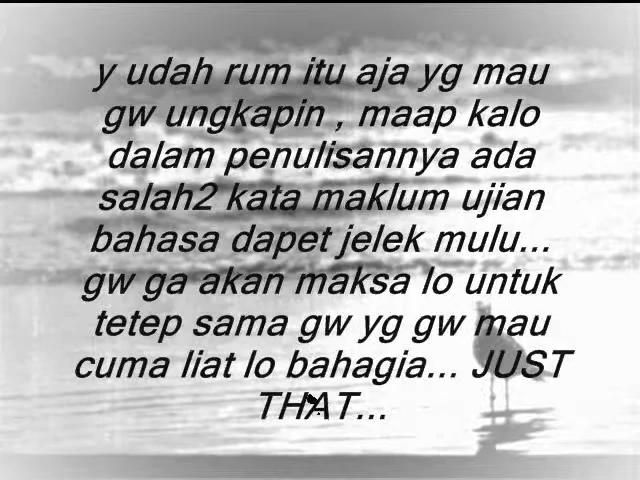 y udah rum itu aja yg mau
gw ungkapin , maap kalo
dalam penulisannya ada
salah2 kata maklum ujian
bahasa dapet jelek mulu...
gw ga akan maksa lo untuk
tetep sama gw yg gw mau
cuma liat lo bahagia... JUST
THAT...